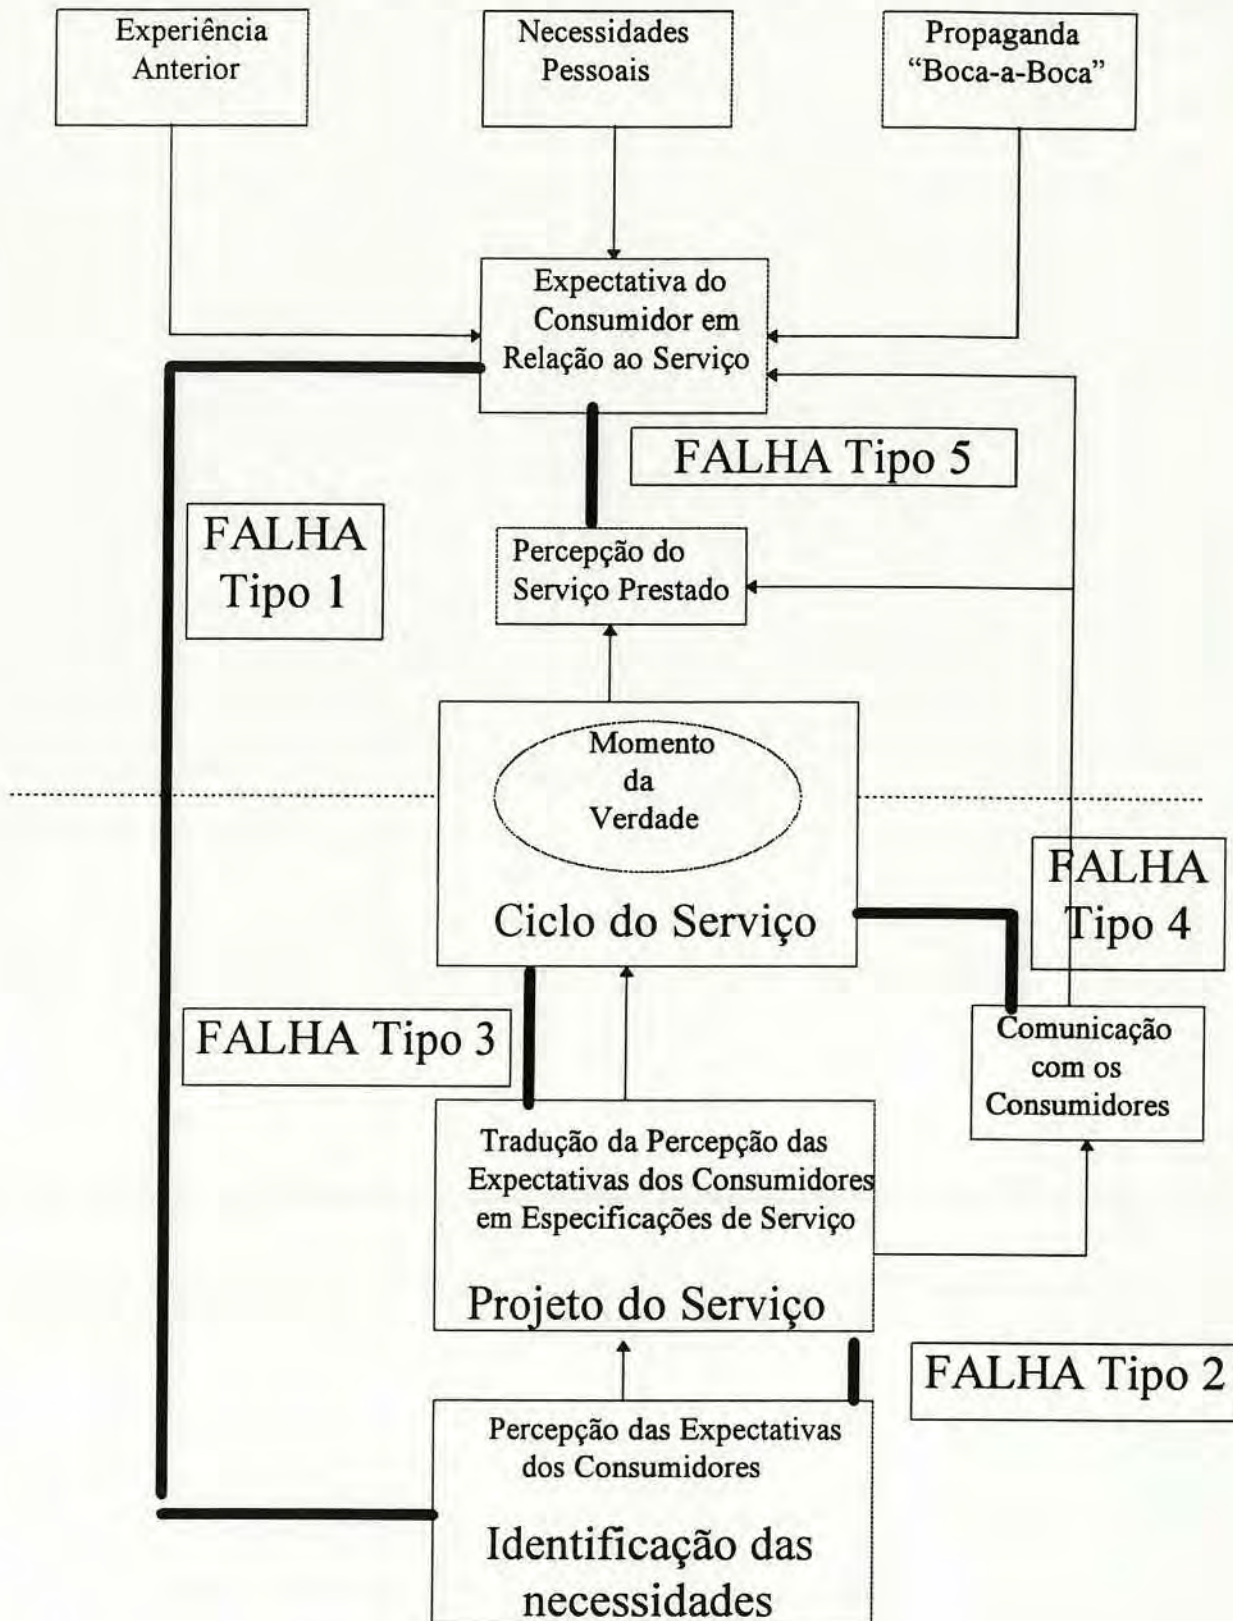 Experiência
Anterior
Necessidades
Pessoais
Propaganda
“Boca-a-Boca”
Expectativa do
Consumidor em
Relação ao Serviço
FALHA Tipo 5
FALHA
Tipo 1
Percepção do
Serviço Prestado
Momento
da
Verdade
Ciclo do Serviço
FALHA
Tipo 4
FALHA Tipo 3
Comunicação
com os
Consumidores
Tradução da Percepção das
Expectativas dos Consumidores
em Especificações de Serviço
Projeto do Serviço
FALHA Tipo 2
Percepção das Expectativas
dos Consumidores
Identificação das
necessidades